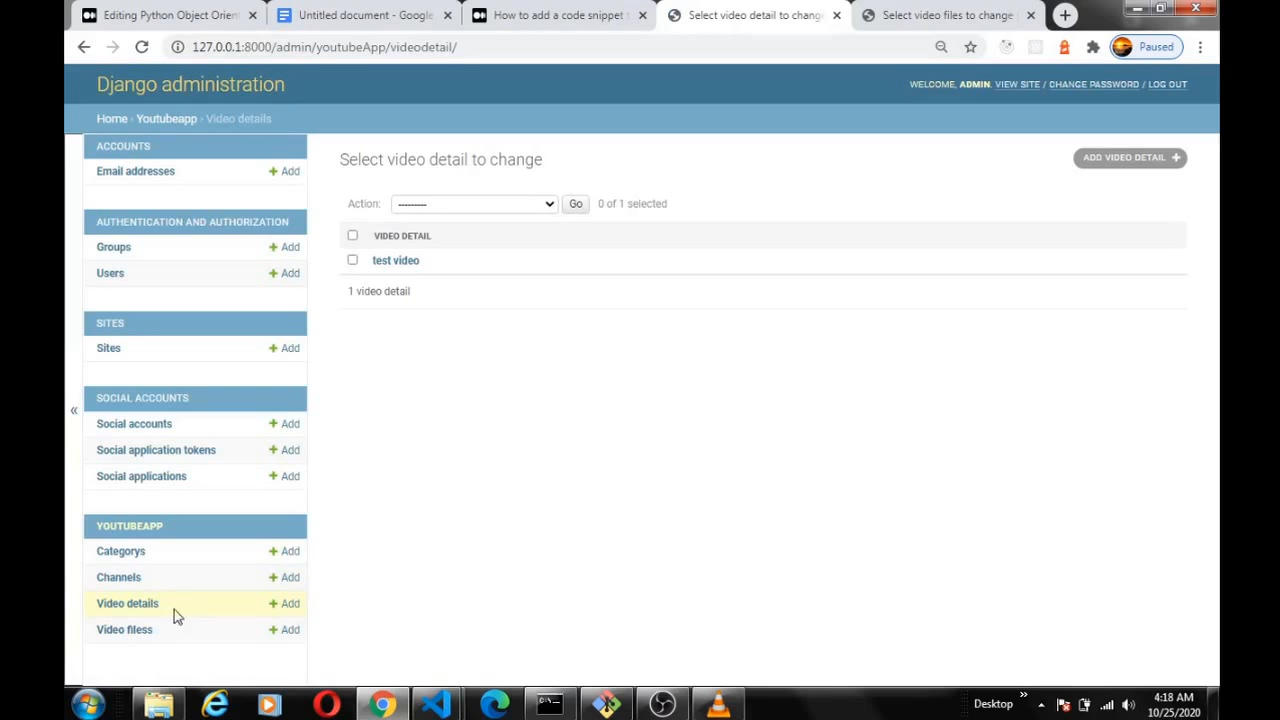 Editing Python Object Orient
Untitled document - Google
How to add a code snippet t
Select video detail to change
Select video files to change
127.0.0.1:8000/admin/youtubeApp/videodetail/
Paused
Django administration
WELCOME, ADMIN. VIEW SITE / CHANGE PASSWORD / LOG OUT
Home › Youtubeapp › Video details
ACCOUNTS
Email addresses + Add
AUTHENTICATION AND AUTHORIZATION
Groups + Add
Users + Add
SITES
Sites + Add
SOCIAL ACCOUNTS
Social accounts + Add
Social application tokens + Add
Social applications + Add
YOUTUBEAPP
Categorys + Add
Channels + Add
Video details + Add
Video filess + Add
«
Select video detail to change
ADD VIDEO DETAIL +
Action: --------- Go 0 of 1 selected
VIDEO DETAIL
test video
1 video detail
Desktop »
4:18 AM
10/25/2020